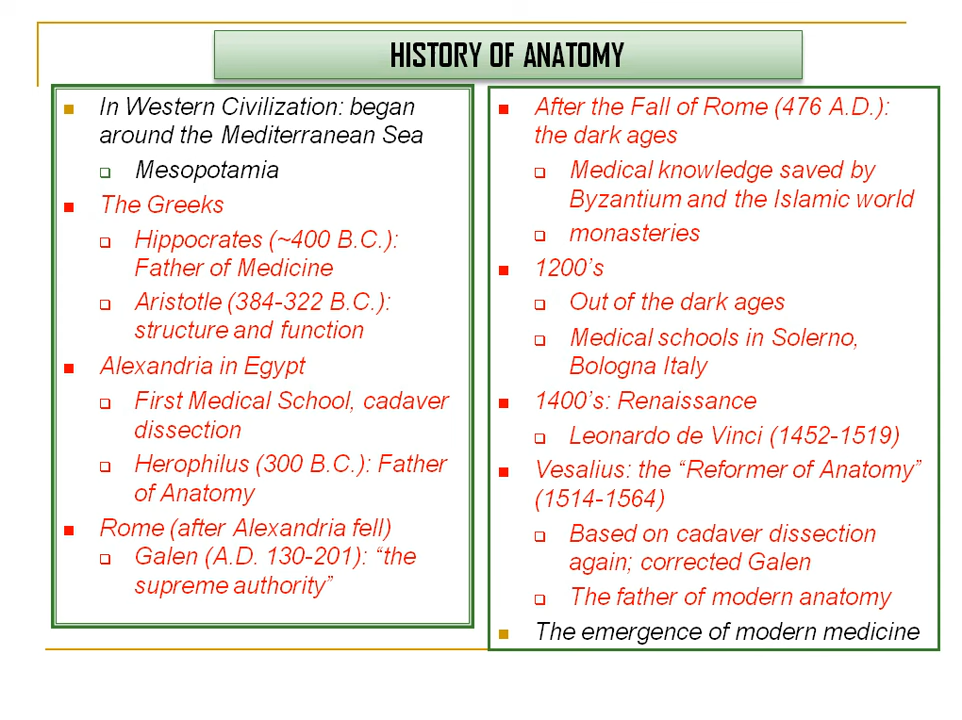 HISTORY OF ANATOMY
In Western Civilization: began
around the Mediterranean Sea
Mesopotamia
The Greeks
Hippocrates (~400 B.C.):
Father of Medicine
Aristotle (384-322 B.C.):
structure and function
Alexandria in Egypt
First Medical School, cadaver
dissection
Herophilus (300 B.C.): Father
of Anatomy
Rome (after Alexandria fell)
Galen (A.D. 130-201): “the
supreme authority”
After the Fall of Rome (476 A.D.):
the dark ages
Medical knowledge saved by
Byzantium and the Islamic world
monasteries
1200’s
Out of the dark ages
Medical schools in Solerno,
Bologna Italy
1400’s: Renaissance
Leonardo de Vinci (1452-1519)
Vesalius: the “Reformer of Anatomy”
(1514-1564)
Based on cadaver dissection
again; corrected Galen
The father of modern anatomy
The emergence of modern medicine